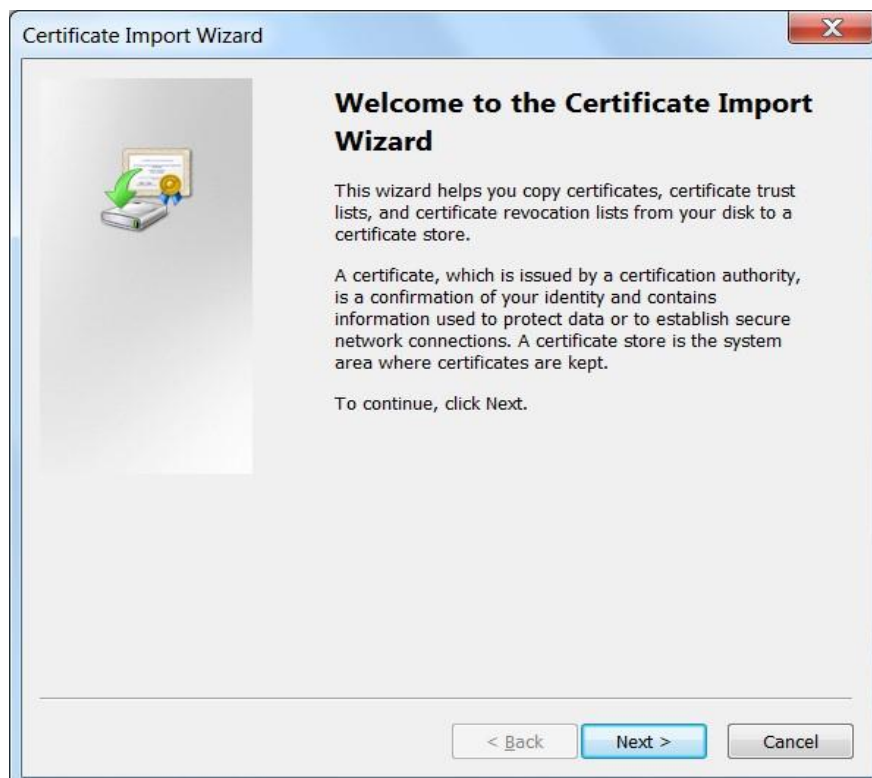 Certificate Import Wizard
Welcome to the Certificate Import
Wizard
This wizard helps you copy certificates, certificate trust
lists, and certificate revocation lists from your disk to a
certificate store.
A certificate, which is issued by a certification authority,
is a confirmation of your identity and contains
information used to protect data or to establish secure
network connections. A certificate store is the system
area where certificates are kept.
To continue, click Next.
< Back
Next >
Cancel